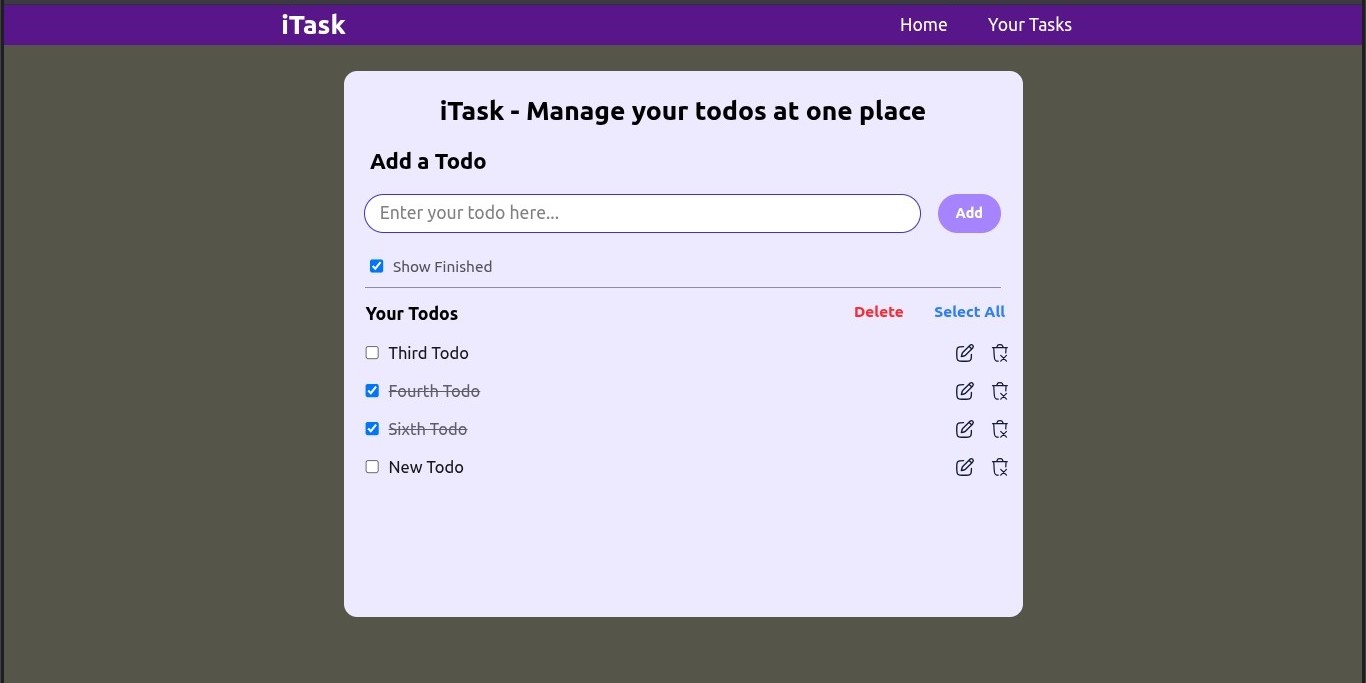 iTask Home Your Tasks
iTask - Manage your todos at one place
Add a Todo
Enter your todo here... Add
Show Finished
Your Todos Delete Select All
Third Todo
Fourth Todo
Sixth Todo
New Todo